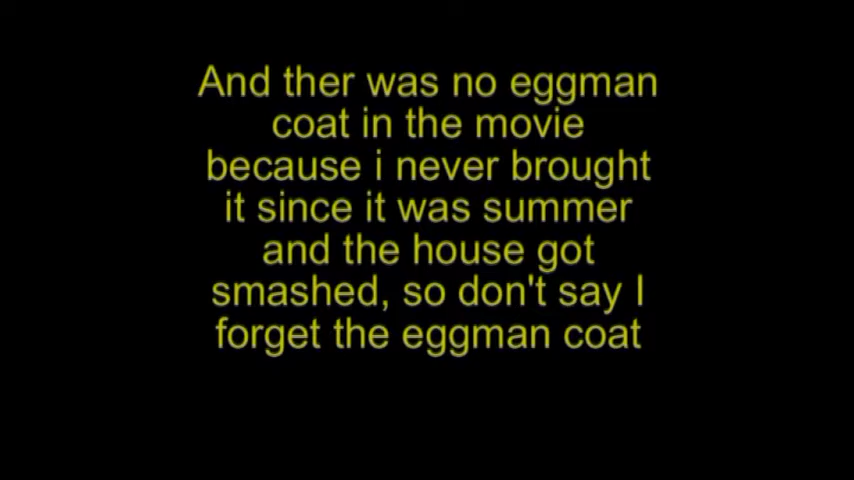 And ther was no eggman
coat in the movie
because i never brought
it since it was summer
and the house got
smashed, so don't say I
forget the eggman coat